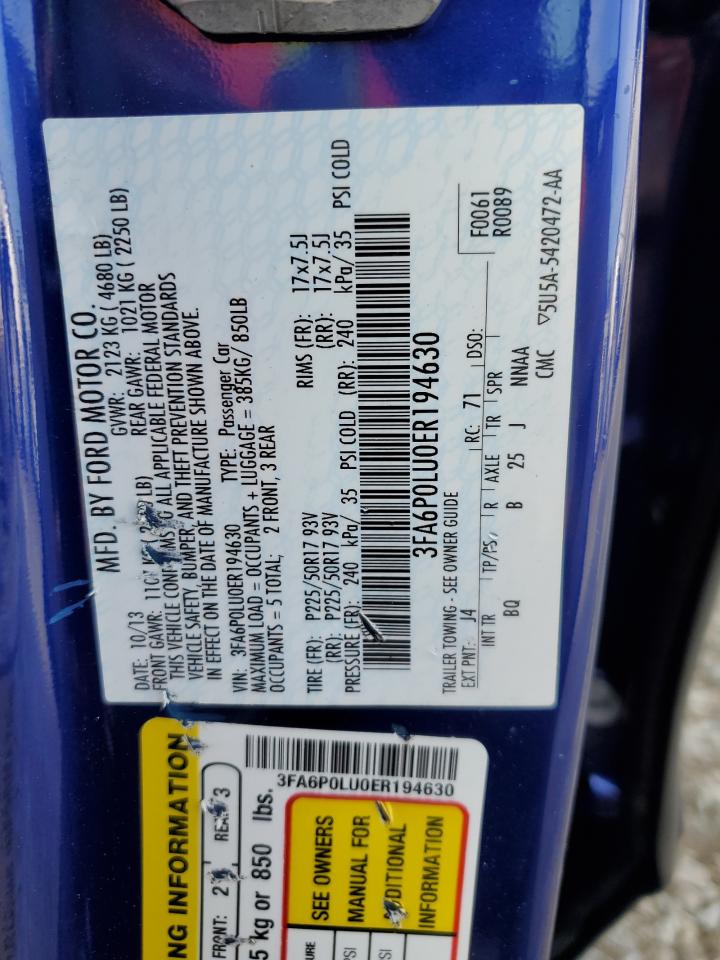 MFD. BY FORD MOTOR CO.
DATE: 10/13 GVWR: 2123 KG ( 4680 LB)
FRONT GAWR: LB) REAR GAWR: 1021 KG ( 2250 LB)
THIS VEHICLE ALL APPLICABLE FEDERAL MOTOR
VEHICLE SAFETY, BUMPER, AND THEFT PREVENTION STANDARDS
IN EFFECT ON THE DATE OF MANUFACTURE SHOWN ABOVE.
VIN: 3FA6P0LU0ER194630 TYPE: Passenger Car
MAXIMUM LOAD = OCCUPANTS + LUGGAGE = 385KG/ 850LB
OCCUPANTS = 5 TOTAL; 2 FRONT, 3 REAR
TIRE (FR): P225/50R17 93V RIMS (FR): 17x7.5J
(RR): P225/50R17 93V (RR): 17x7.5J
PRESSURE (FR): 240 kPa/ 35 PSI COLD (RR): 240 kPa/ 35 PSI COLD
3FA6P0LU0ER194630
TRAILER TOWING - SEE OWNER GUIDE
EXT PNT: J4 RC: 71 DSO: F0061
R0089
INT TR TP/PS R AXLE TR SPR
BQ B 25 J NNAA
CMC ▽5U5A-5420472-AA
NG INFORMATION
FRONT: 2 REAR 3
5 kg or 850 lbs.
3FA6P0LU0ER194630
SEE OWNERS
MANUAL FOR
ADDITIONAL
INFORMATION
URE
PSI
PSI